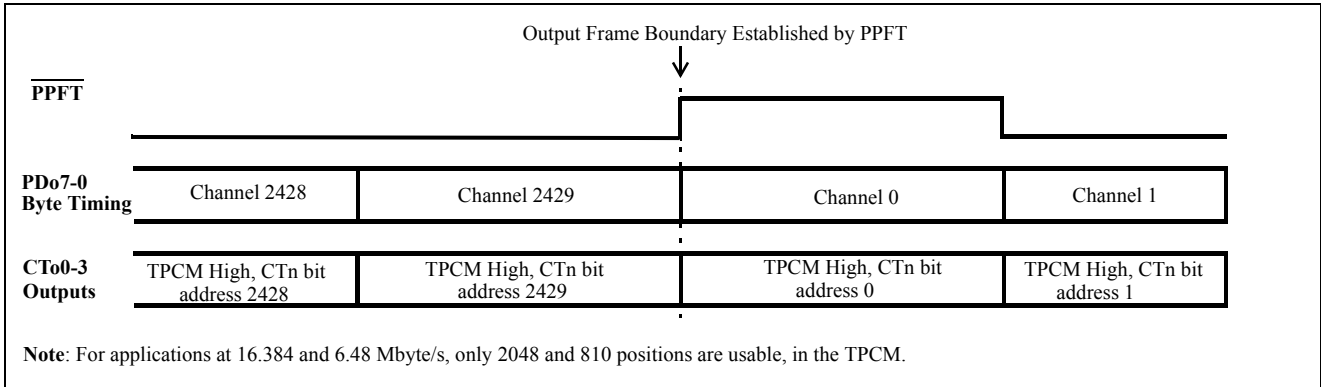 Output Frame Boundary Established by PPFT
PPFT
PDo7-0
Byte Timing
Channel 2428
Channel 2429
Channel 0
Channel 1
CTo0-3
Outputs
TPCM High, CTn bit
address 2428
TPCM High, CTn bit
address 2429
TPCM High, CTn bit
address 0
TPCM High, CTn bit
address 1
Note: For applications at 16.384 and 6.48 Mbyte/s, only 2048 and 810 positions are usable, in the TPCM.